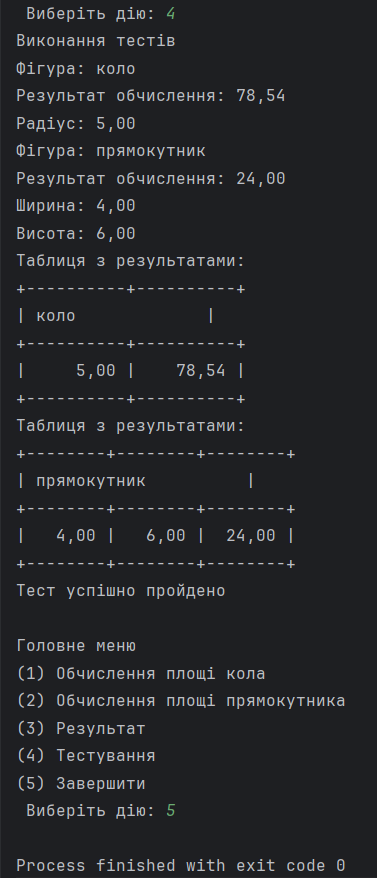 Виберіть дію: 4
Виконання тестів
Фігура: коло
Результат обчислення: 78,54
Радіус: 5,00
Фігура: прямокутник
Результат обчислення: 24,00
Ширина: 4,00
Висота: 6,00
Таблиця з результатами:
+----------+----------+
| коло             |
+----------+----------+
|     5,00 |    78,54 |
+----------+----------+
Таблиця з результатами:
+--------+--------+--------+
| прямокутник          |
+--------+--------+--------+
|   4,00 |   6,00 |  24,00 |
+--------+--------+--------+
Тест успішно пройдено
Головне меню
(1) Обчислення площі кола
(2) Обчислення площі прямокутника
(3) Результат
(4) Тестування
(5) Завершити
Виберіть дію: 5
Process finished with exit code 0